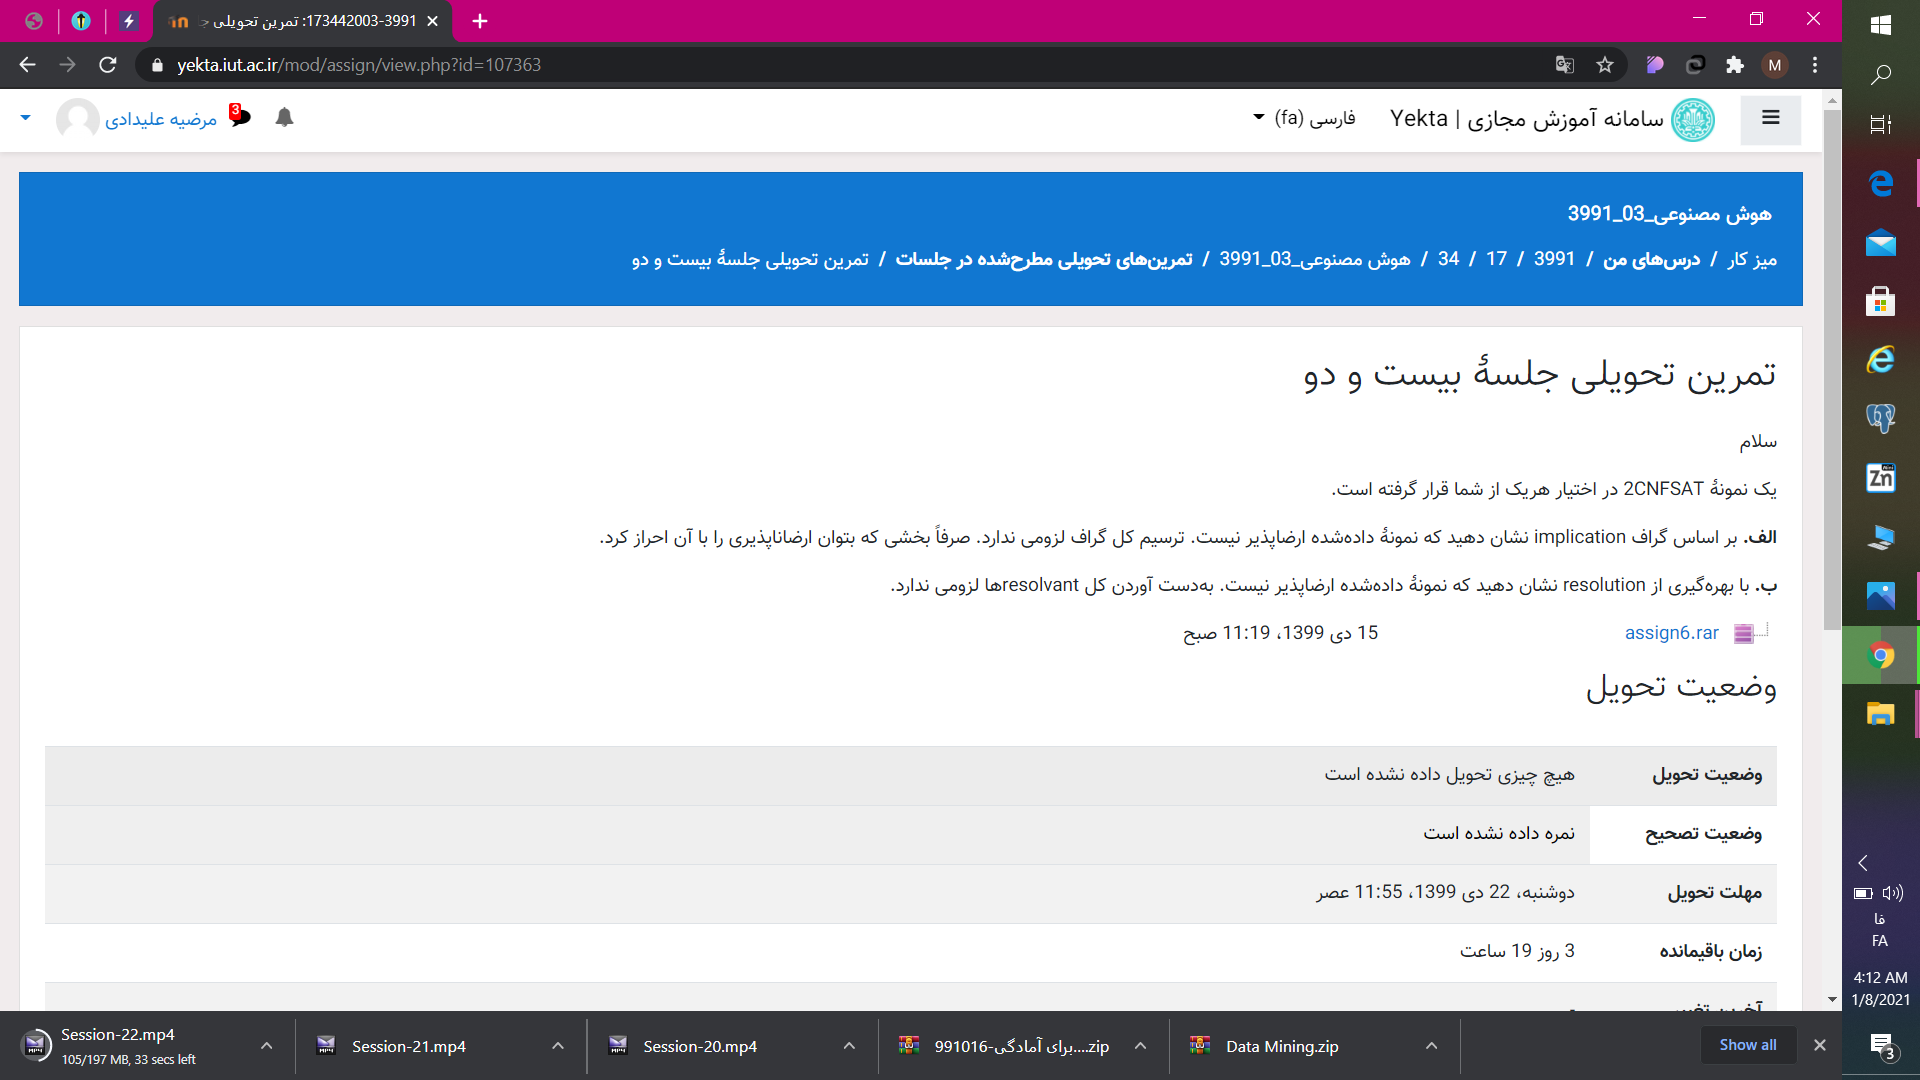 173442003-3991: تمرین تحویلی
yekta.iut.ac.ir/mod/assign/view.php?id=107363
M
سامانه آموزش مجازی | Yekta
فارسی (fa)
3
مرضیه علیدادی
هوش مصنوعی_03_3991
میز کار / درس‌های من / 3991 / 17 / 34 / هوش مصنوعی_03_3991 / تمرین‌های تحویلی مطرح‌شده در جلسات / تمرین تحویلی جلسهٔ بیست و دو
تمرین تحویلی جلسهٔ بیست و دو
سلام
یک نمونهٔ 2CNFSAT در اختیار هریک از شما قرار گرفته است.
الف. بر اساس گراف implication نشان دهید که نمونهٔ داده‌شده ارضاپذیر نیست. ترسیم کل گراف لزومی ندارد. صرفاً بخشی که بتوان ارضاناپذیری را با آن احراز کرد.
ب. با بهره‌گیری از resolution نشان دهید که نمونهٔ داده‌شده ارضاپذیر نیست. به‌دست آوردن کل resolvantها لزومی ندارد.
assign6.rar
15 دی 1399، 11:19 صبح
وضعیت تحویل
وضعیت تحویل هیچ چیزی تحویل داده نشده است
وضعیت تصحیح نمره داده نشده است
مهلت تحویل دوشنبه، 22 دی 1399، 11:55 عصر
زمان باقیمانده 3 روز 19 ساعت
Zn
فا
FA
4:12 AM
1/8/2021
3
Session-22.mp4
105/197 MB, 33 secs left
Session-21.mp4
Session-20.mp4
991016-برای آمادگی....zip
Data Mining.zip
Show all